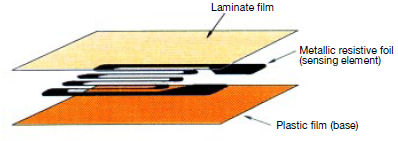 Laminate film
Metallic resistive foil
(sensing element)
Plastic film (base)